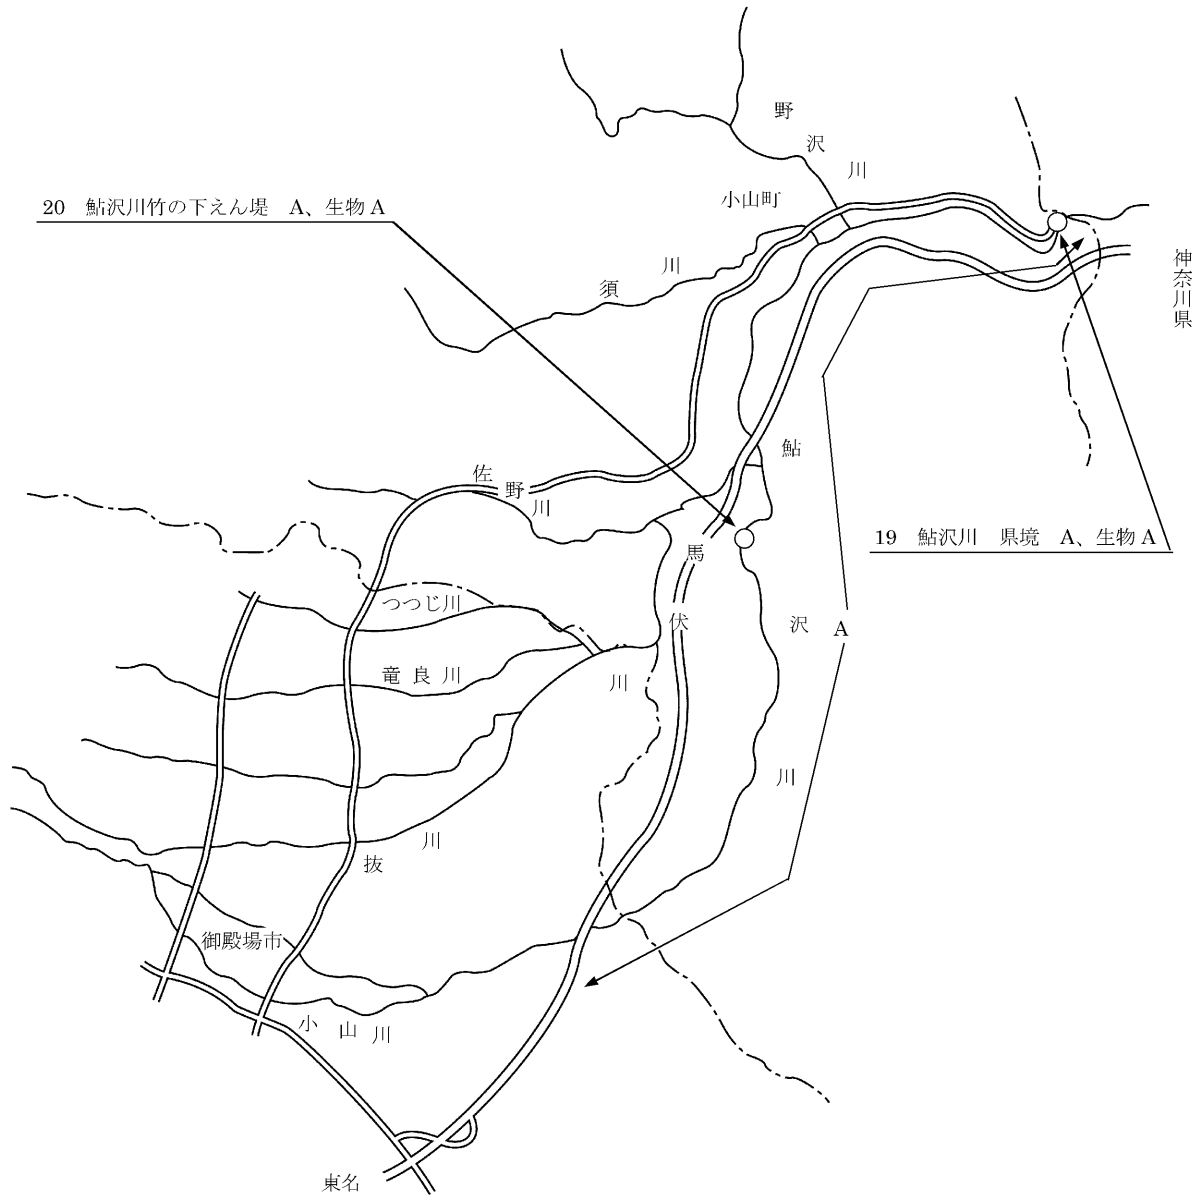 野沢川
小山町
20 鮎沢川竹の下えん堤 A、生物A
須川
神奈川県
鮎沢川
佐野川
19 鮎沢川 県境 A、生物A
馬伏川
つつじ川
A
竜良川
抜川
御殿場市
小山川
東名